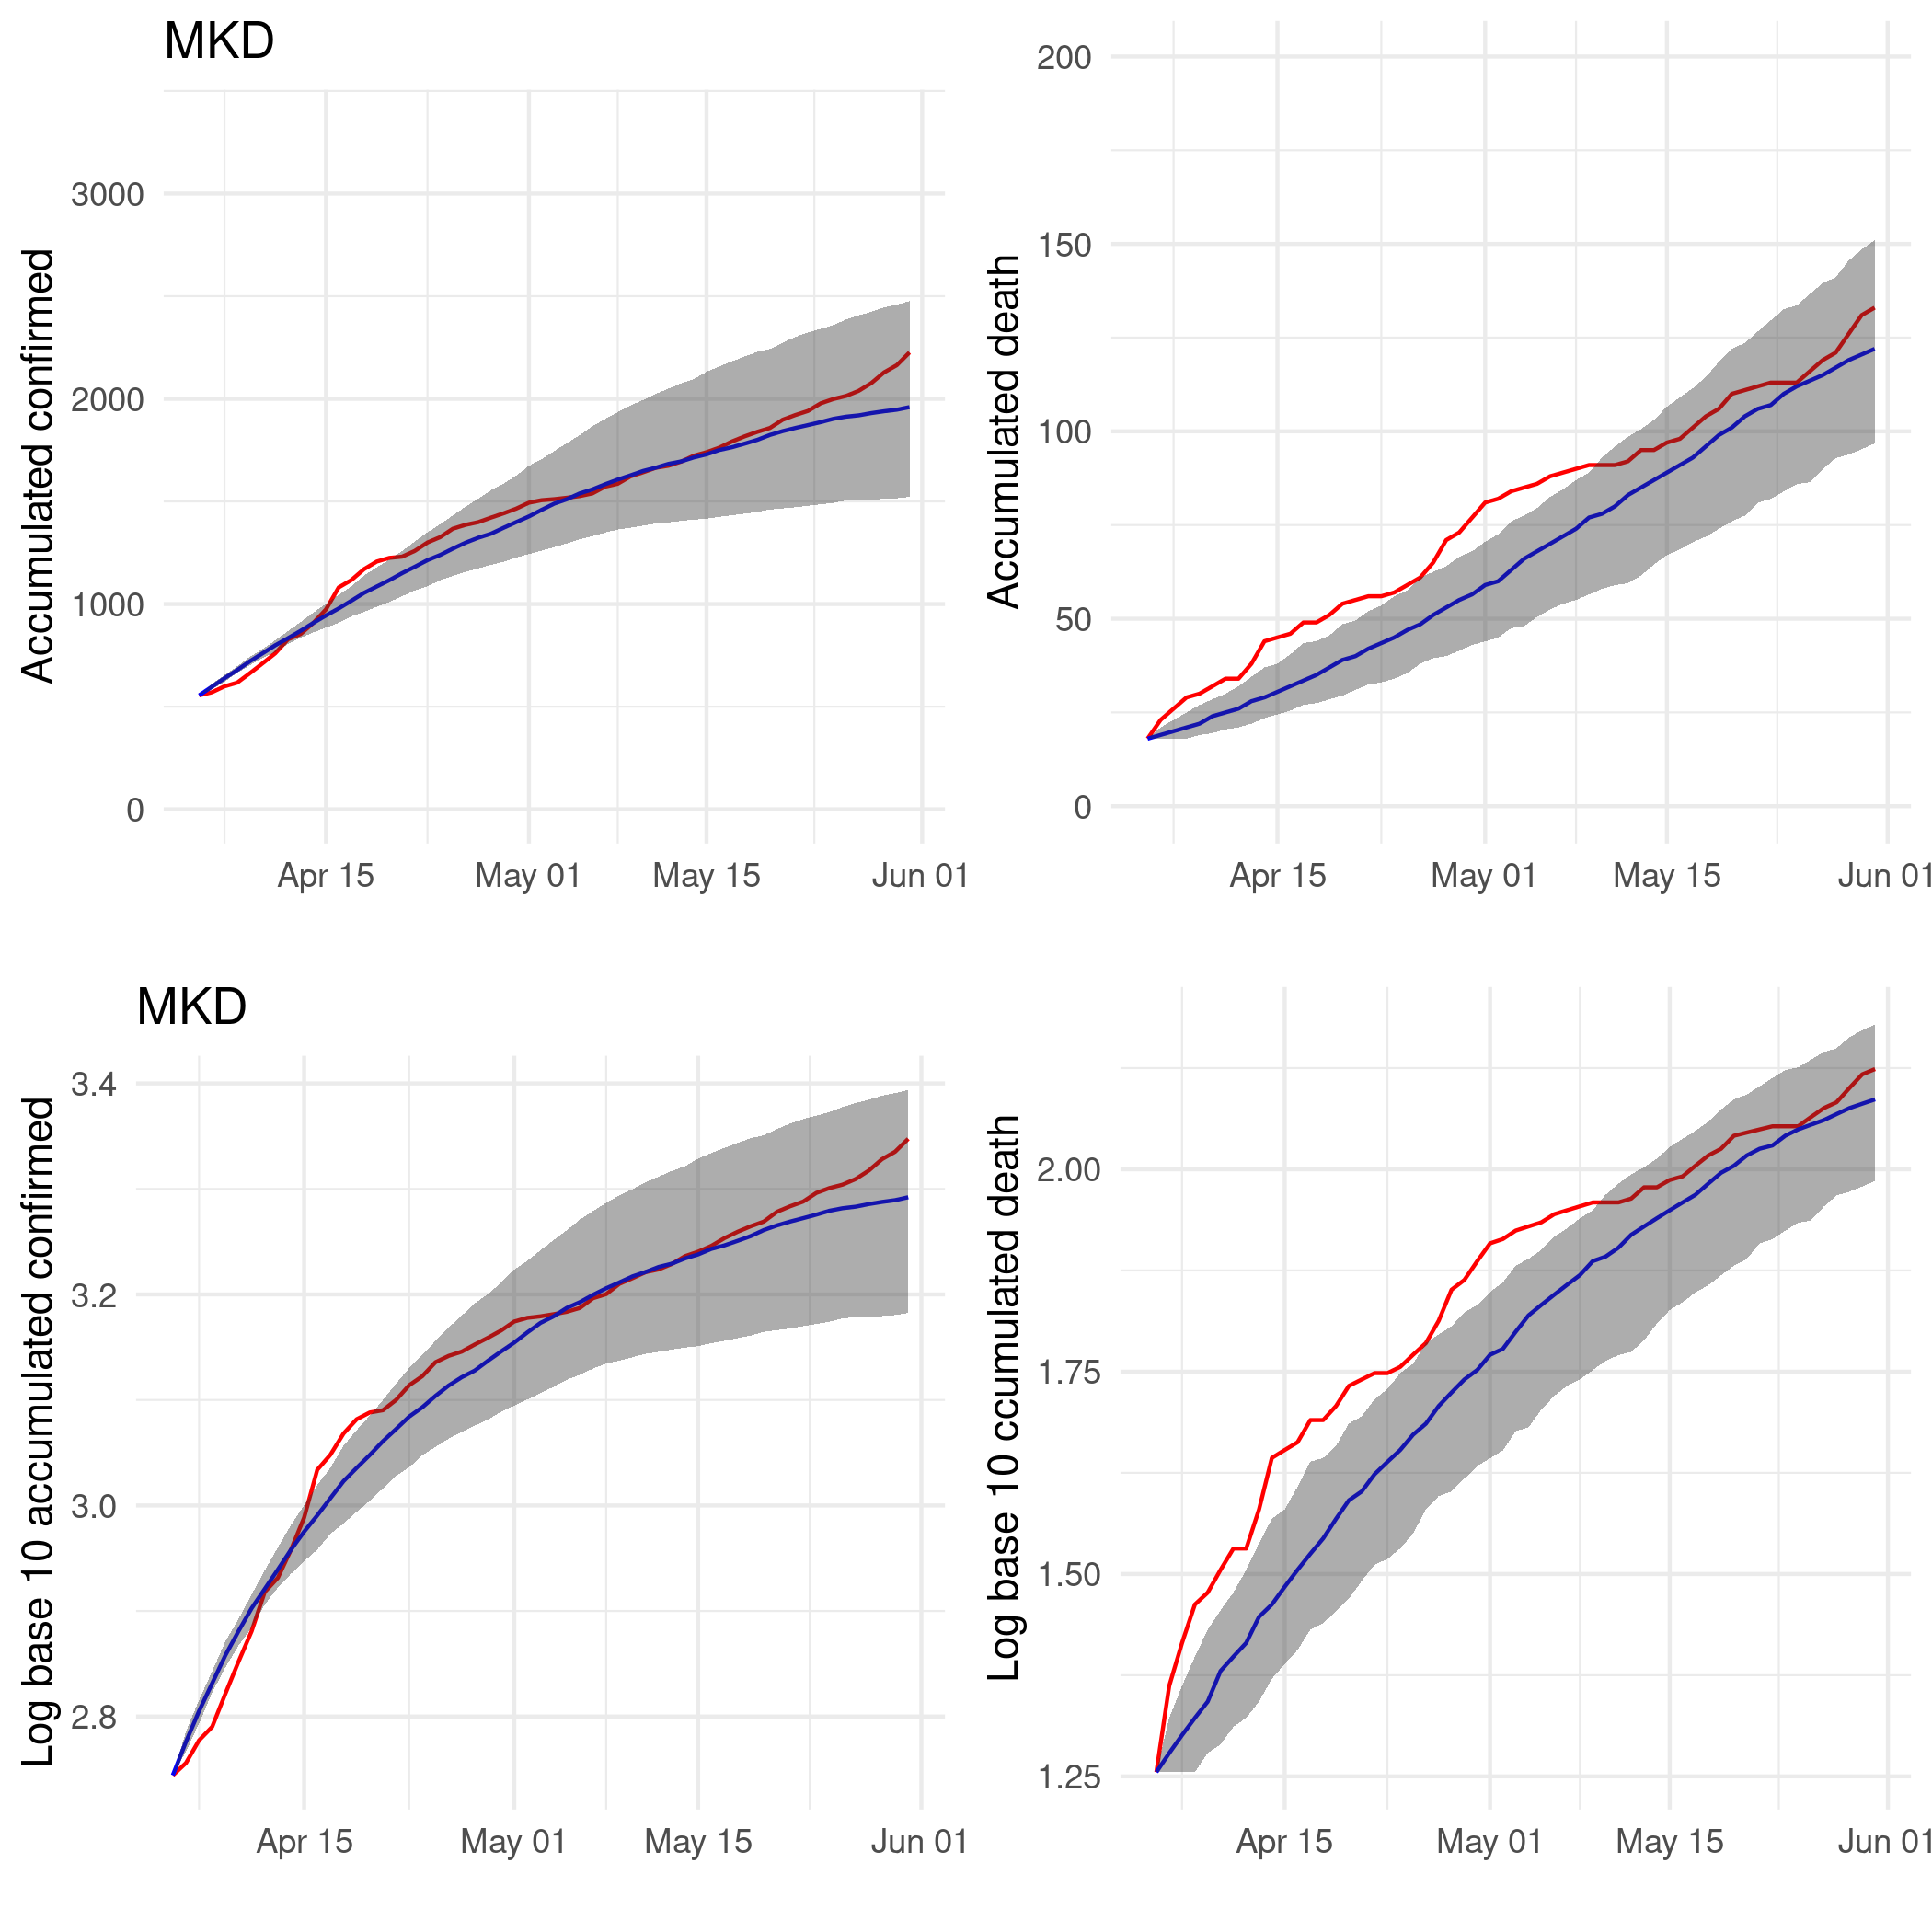 MKD
Accumulated confirmed
3000
2000
1000
0
Apr 15 May 01 May 15 Jun 01
Accumulated death
200
150
100
50
0
Apr 15 May 01 May 15 Jun 01
MKD
Log base 10 accumulated confirmed
3.4
3.2
3.0
2.8
Apr 15 May 01 May 15 Jun 01
Log base 10 ccumulated death
2.00
1.75
1.50
1.25
Apr 15 May 01 May 15 Jun 01